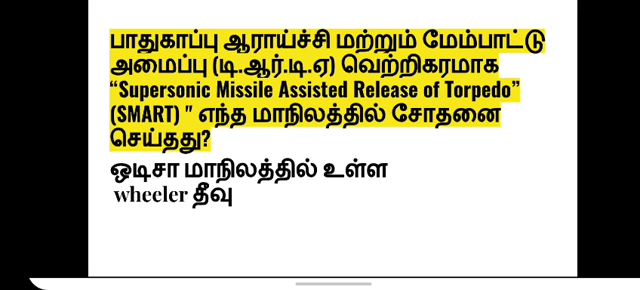 பாதுகாப்பு ஆராய்ச்சி மற்றும் மேம்பாட்டு
அமைப்பு (டி.ஆர்.டி.ஏ) வெற்றிகரமாக
“Supersonic Missile Assisted Release of Torpedo”
(SMART) " எந்த மாநிலத்தில் சோதனை
செய்தது?
ஒடிசா மாநிலத்தில் உள்ள
wheeler தீவு